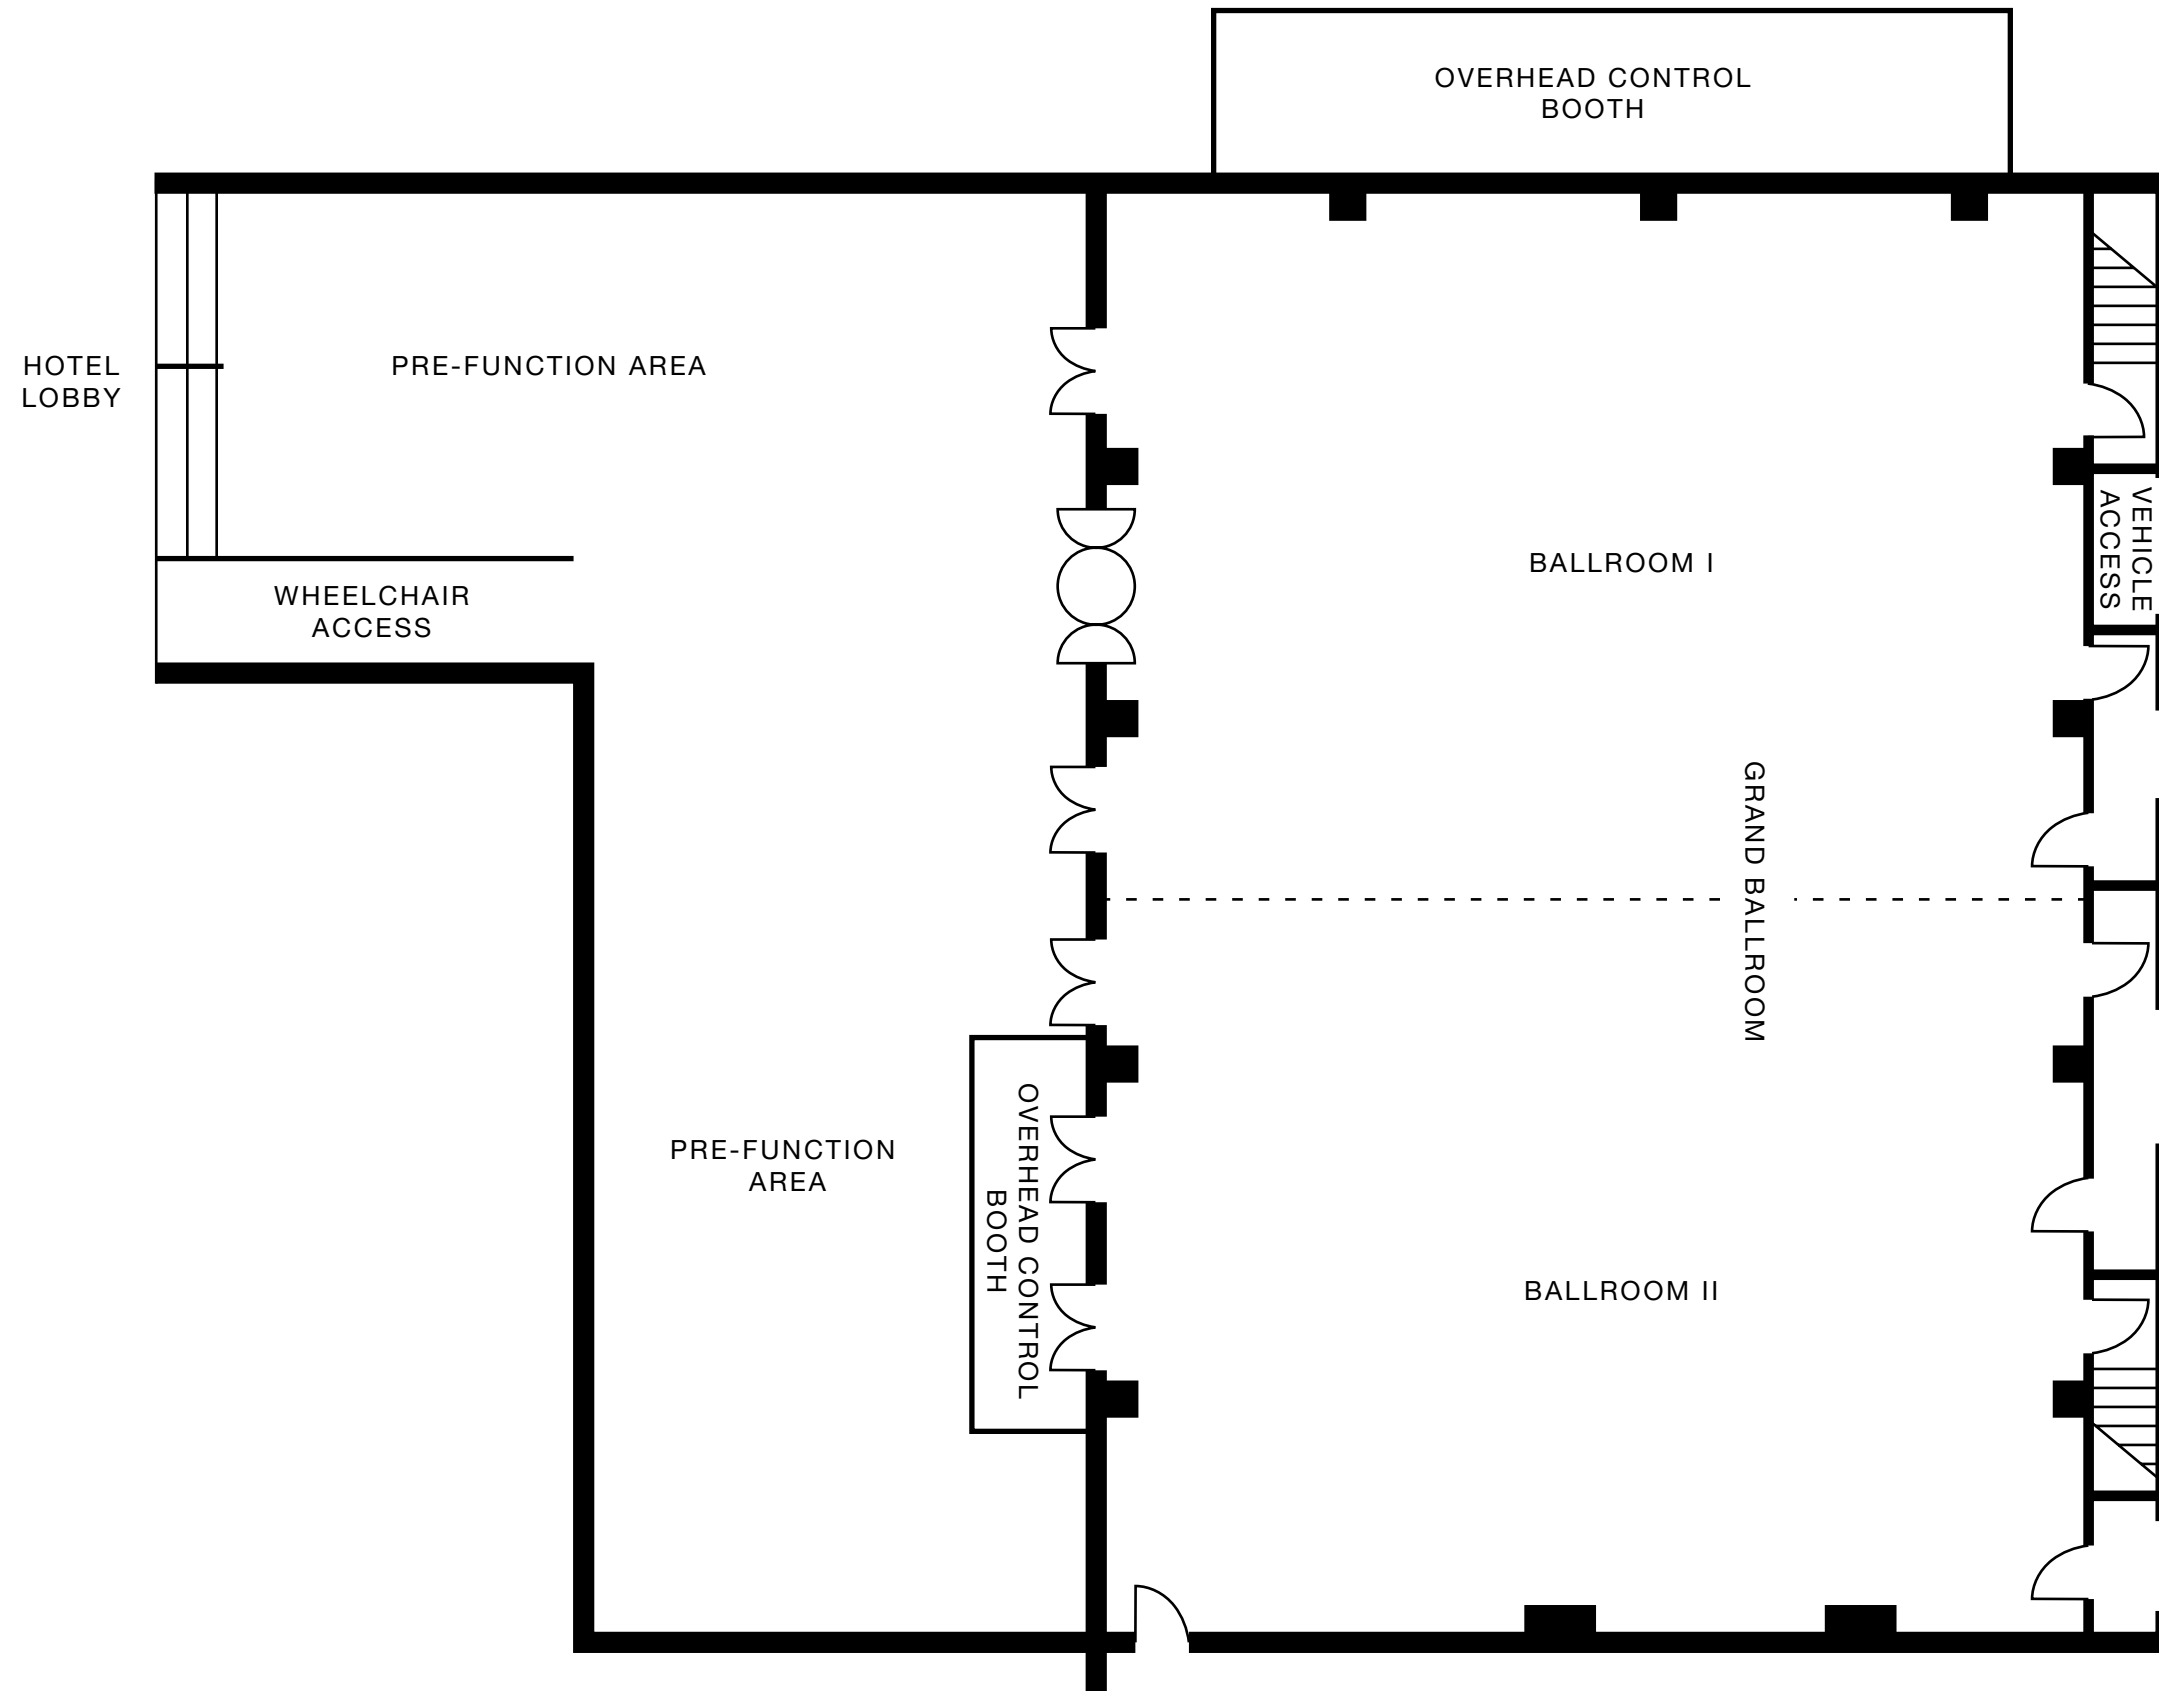 OVERHEAD CONTROL
BOOTH
HOTEL
LOBBY
PRE-FUNCTION AREA
WHEELCHAIR
ACCESS
BALLROOM I
VEHICLE
ACCESS
GRAND BALLROOM
PRE-FUNCTION
AREA
OVERHEAD CONTROL
BOOTH
BALLROOM II